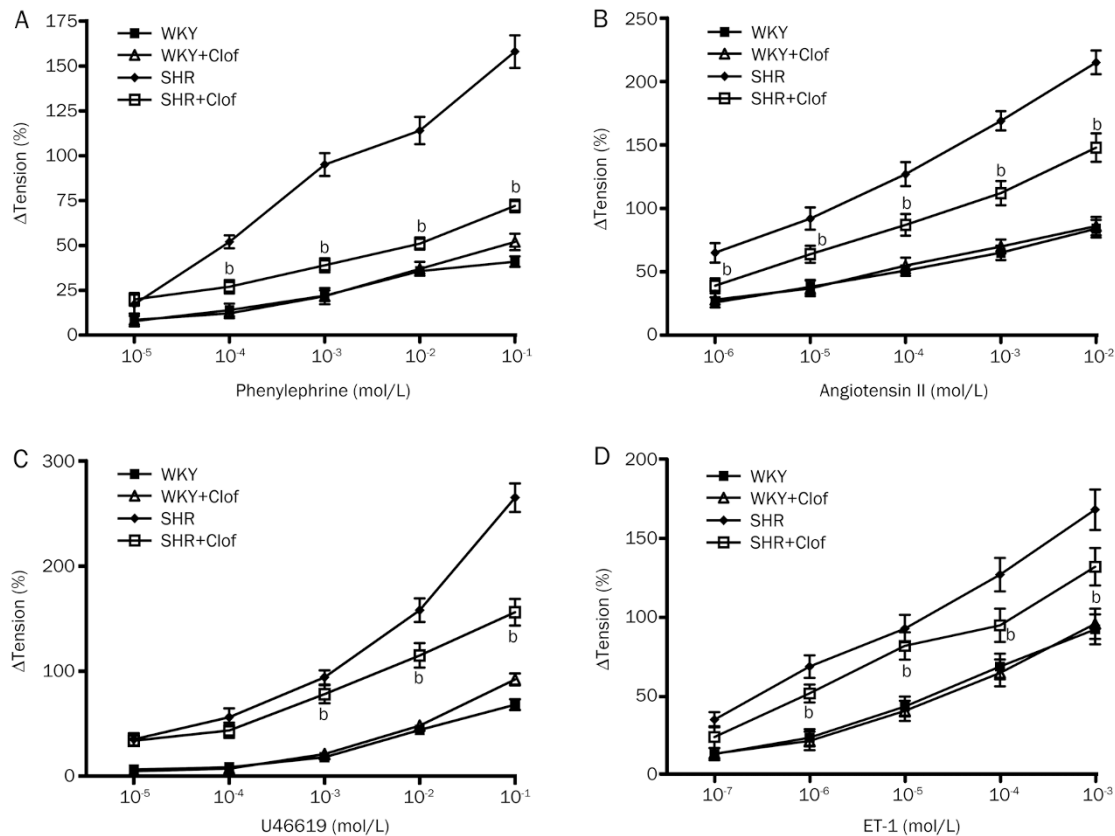 A
WKY
WKY+Clof
SHR
SHR+Clof
ΔTension (%)
175
150
125
100
75
50
25
0
b
b
b
b
10⁻⁵ 10⁻⁴ 10⁻³ 10⁻² 10⁻¹
Phenylephrine (mol/L)
B
WKY
WKY+Clof
SHR
SHR+Clof
ΔTension (%)
250
200
150
100
50
0
b
b
b
b
b
10⁻⁶ 10⁻⁵ 10⁻⁴ 10⁻³ 10⁻²
Angiotensin II (mol/L)
C
WKY
WKY+Clof
SHR
SHR+Clof
ΔTension (%)
300
200
100
0
b
b
b
10⁻⁵ 10⁻⁴ 10⁻³ 10⁻² 10⁻¹
U46619 (mol/L)
D
WKY
WKY+Clof
SHR
SHR+Clof
ΔTension (%)
200
150
100
50
0
b
b
b
b
10⁻⁷ 10⁻⁶ 10⁻⁵ 10⁻⁴ 10⁻³
ET-1 (mol/L)